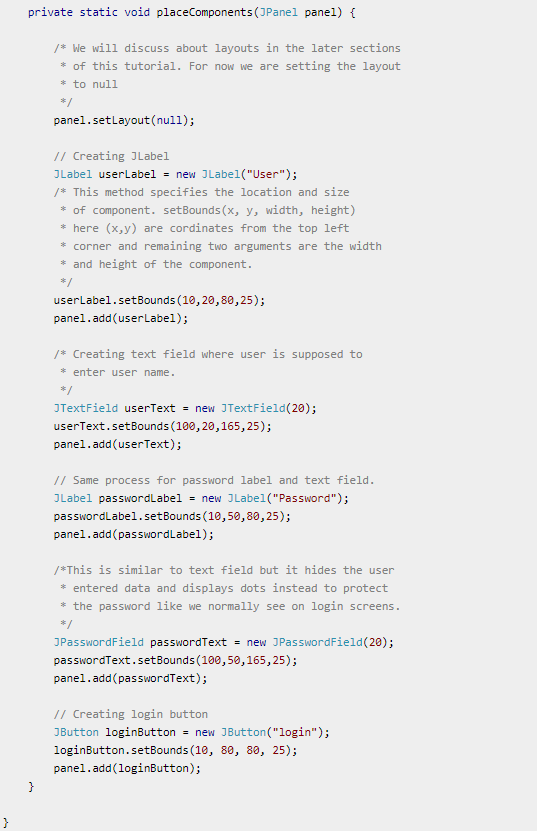 private static void placeComponents(JPanel panel) {
/* We will discuss about layouts in the later sections
* of this tutorial. For now we are setting the layout
* to null
*/
panel.setLayout(null);
// Creating JLabel
JLabel userLabel = new JLabel("User");
/* This method specifies the location and size
* of component. setBounds(x, y, width, height)
* here (x,y) are cordinates from the top left
* corner and remaining two arguments are the width
* and height of the component.
*/
userLabel.setBounds(10,20,80,25);
panel.add(userLabel);
/* Creating text field where user is supposed to
* enter user name.
*/
JTextField userText = new JTextField(20);
userText.setBounds(100,20,165,25);
panel.add(userText);
// Same process for password label and text field.
JLabel passwordLabel = new JLabel("Password");
passwordLabel.setBounds(10,50,80,25);
panel.add(passwordLabel);
/*This is similar to text field but it hides the user
* entered data and displays dots instead to protect
* the password like we normally see on login screens.
*/
JPasswordField passwordText = new JPasswordField(20);
passwordText.setBounds(100,50,165,25);
panel.add(passwordText);
// Creating login button
JButton loginButton = new JButton("login");
loginButton.setBounds(10, 80, 80, 25);
panel.add(loginButton);
}
}